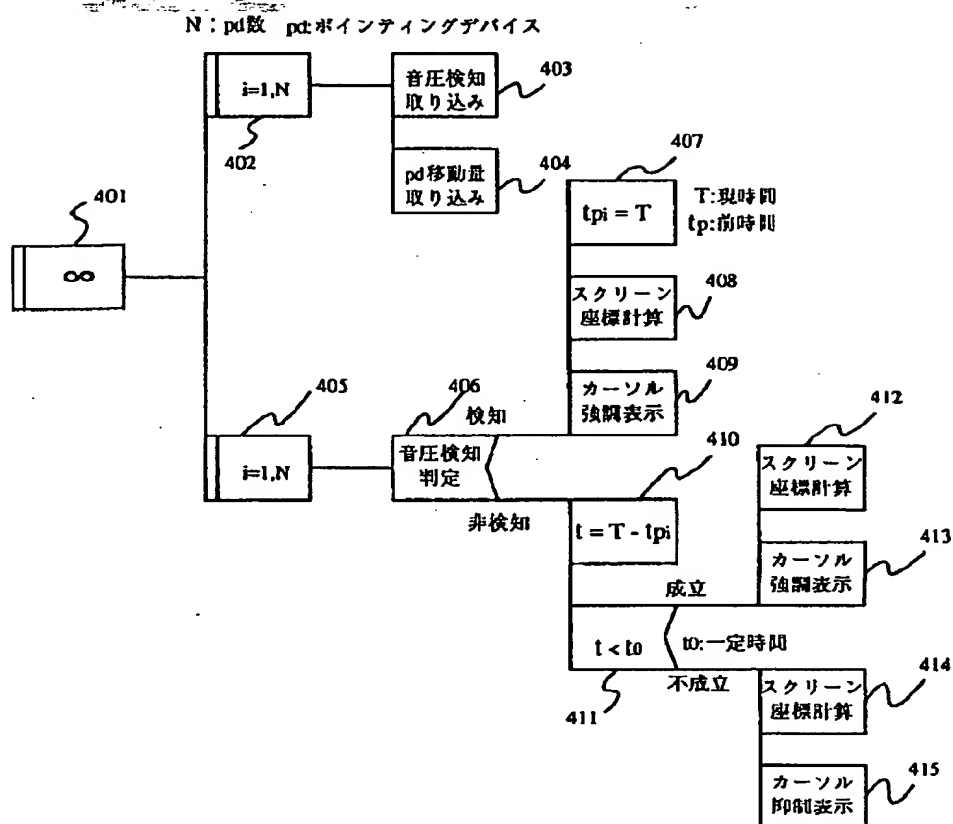 N ; pd数 pd:ポインティングデバイス
i=1,N
402
音圧検知
取り込み
403
pd移動量
取り込み
404
401
∞
407
tpi = T
T:現時間
tp:前時間
スクリーン
座標計算
408
カーソル
強調表示
409
405
i=1,N
406
音圧検知
判定
検知
非検知
410
t = T - tpi
成立
t < t0
t0:一定時間
不成立
411
412
スクリーン
座標計算
カーソル
強調表示
413
スクリーン
座標計算
414
カーソル
抑制表示
415